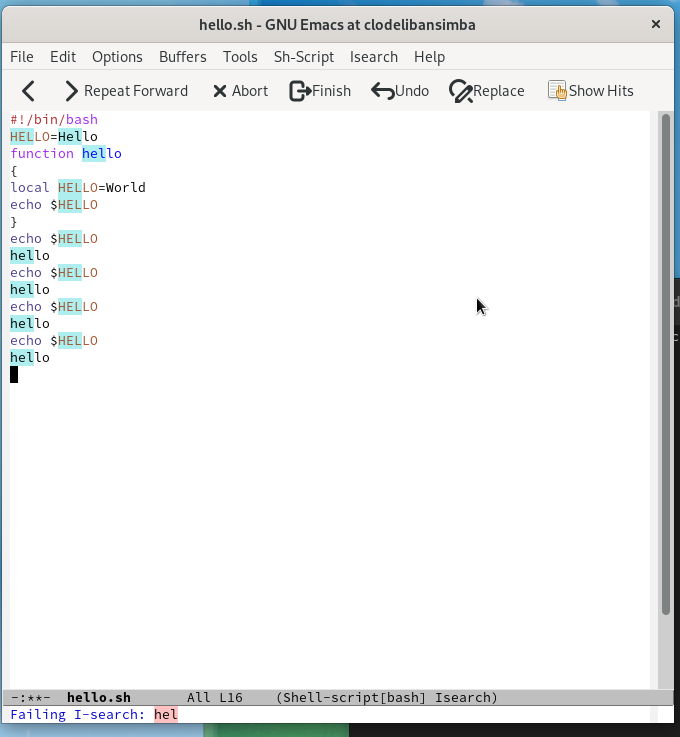 hello.sh - GNU Emacs at clodelibansimba
File Edit Options Buffers Tools Sh-Script Isearch Help
Repeat Forward Abort Finish Undo Replace Show Hits
#!/bin/bash
HELLO=Hello
function hello
{
local HELLO=World
echo $HELLO
}
echo $HELLO
hello
echo $HELLO
hello
echo $HELLO
hello
echo $HELLO
hello
-:**- hello.sh All L16 (Shell-script[bash] Isearch)
Failing I-search: hel